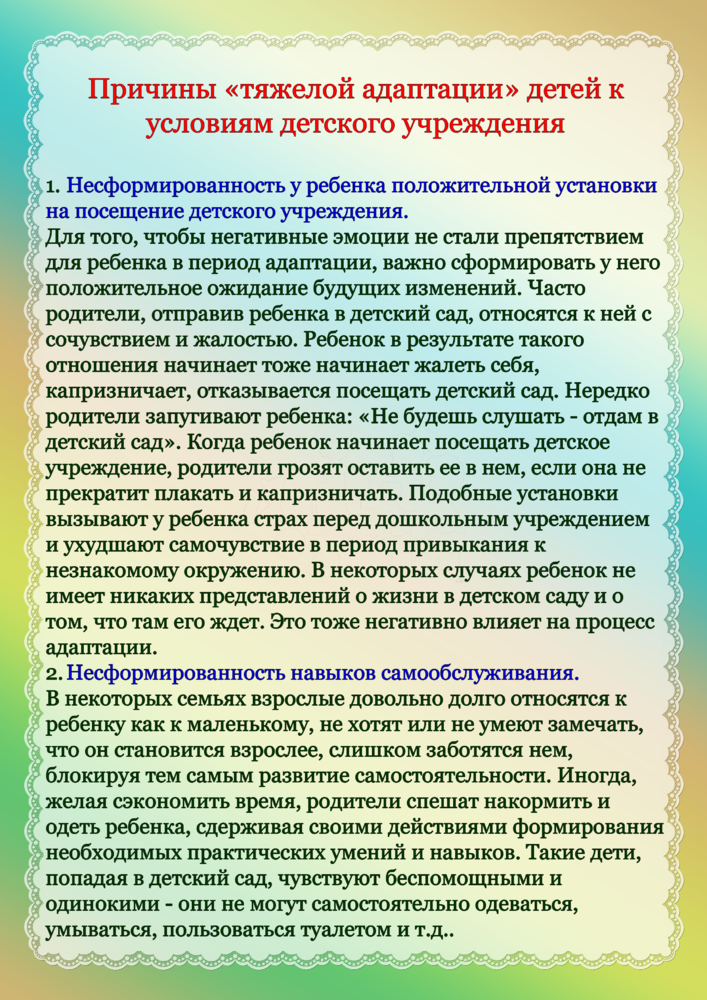 Причины «тяжелой адаптации» детей к
условиям детского учреждения
1. Несформированность у ребенка положительной установки
на посещение детского учреждения.
Для того, чтобы негативные эмоции не стали препятствием
для ребенка в период адаптации, важно сформировать у него
положительное ожидание будущих изменений. Часто
родители, отправив ребенка в детский сад, относятся к ней с
сочувствием и жалостью. Ребенок в результате такого
отношения начинает тоже начинает жалеть себя,
капризничает, отказывается посещать детский сад. Нередко
родители запугивают ребенка: «Не будешь слушать - отдам в
детский сад». Когда ребенок начинает посещать детское
учреждение, родители грозят оставить ее в нем, если она не
прекратит плакать и капризничать. Подобные установки
вызывают у ребенка страх перед дошкольным учреждением
и ухудшают самочувствие в период привыкания к
незнакомому окружению. В некоторых случаях ребенок не
имеет никаких представлений о жизни в детском саду и о
том, что там его ждет. Это тоже негативно влияет на процесс
адаптации.
2. Несформированность навыков самообслуживания.
В некоторых семьях взрослые довольно долго относятся к
ребенку как к маленькому, не хотят или не умеют замечать,
что он становится взрослее, слишком заботятся нем,
блокируя тем самым развитие самостоятельности. Иногда,
желая сэкономить время, родители спешат накормить и
одеть ребенка, сдерживая своими действиями формирования
необходимых практических умений и навыков. Такие дети,
попадая в детский сад, чувствуют беспомощными и
одинокими - они не могут самостоятельно одеваться,
умываться, пользоваться туалетом и т.д..